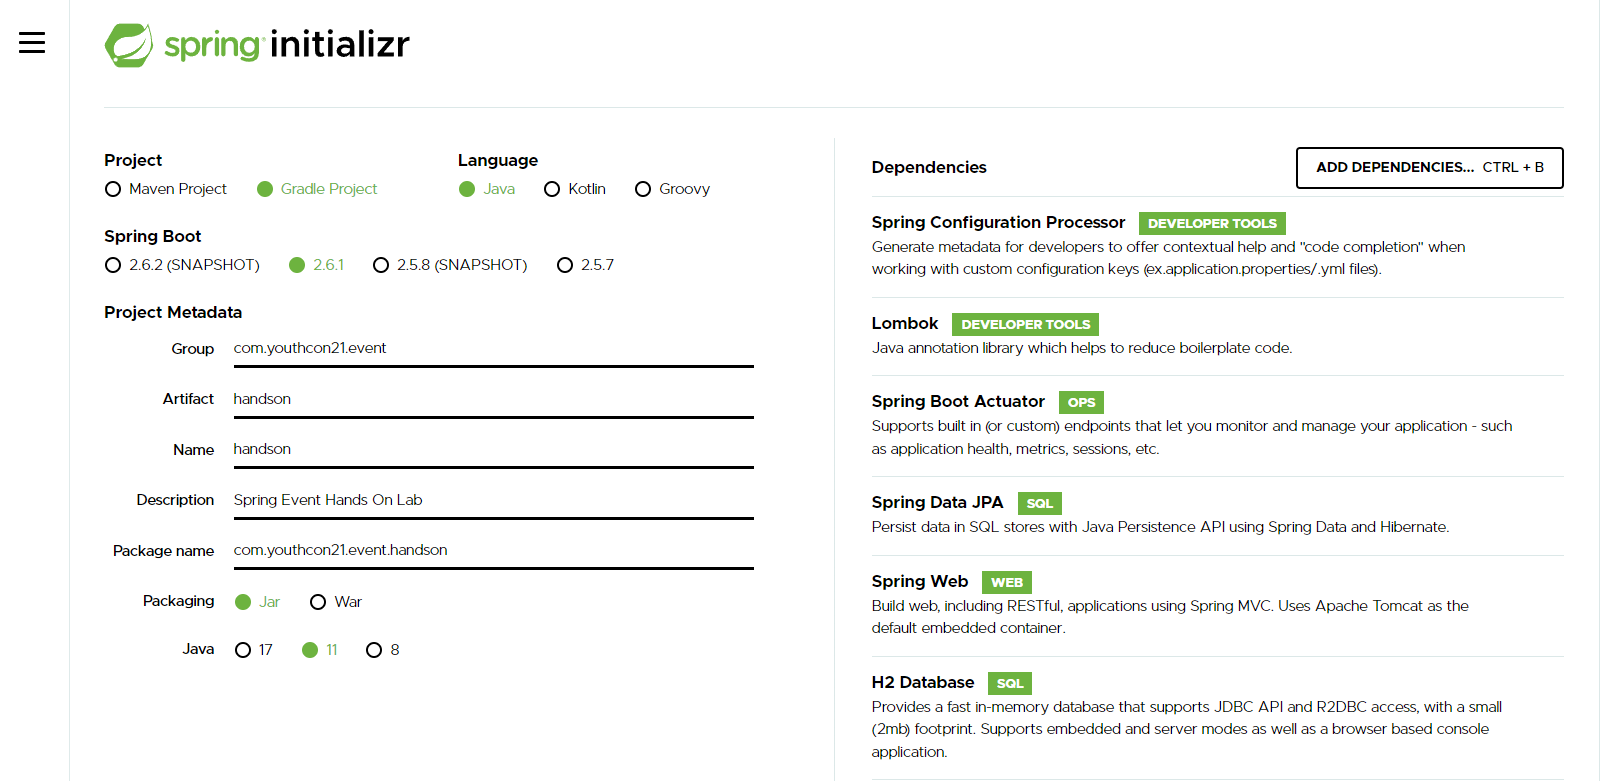 spring initializr
Project
Maven Project Gradle Project
Language
Java Kotlin Groovy
Spring Boot
2.6.2 (SNAPSHOT) 2.6.1 2.5.8 (SNAPSHOT) 2.5.7
Project Metadata
Group com.youthcon21.event
Artifact handson
Name handson
Description Spring Event Hands On Lab
Package name com.youthcon21.event.handson
Packaging Jar War
Java 17 11 8
Dependencies ADD DEPENDENCIES... CTRL + B
Spring Configuration Processor DEVELOPER TOOLS
Generate metadata for developers to offer contextual help and "code completion" when
working with custom configuration keys (ex.application.properties/.yml files).
Lombok DEVELOPER TOOLS
Java annotation library which helps to reduce boilerplate code.
Spring Boot Actuator OPS
Supports built in (or custom) endpoints that let you monitor and manage your application - such
as application health, metrics, sessions, etc.
Spring Data JPA SQL
Persist data in SQL stores with Java Persistence API using Spring Data and Hibernate.
Spring Web WEB
Build web, including RESTful, applications using Spring MVC. Uses Apache Tomcat as the
default embedded container.
H2 Database SQL
Provides a fast in-memory database that supports JDBC API and R2DBC access, with a small
(2mb) footprint. Supports embedded and server modes as well as a browser based console
application.